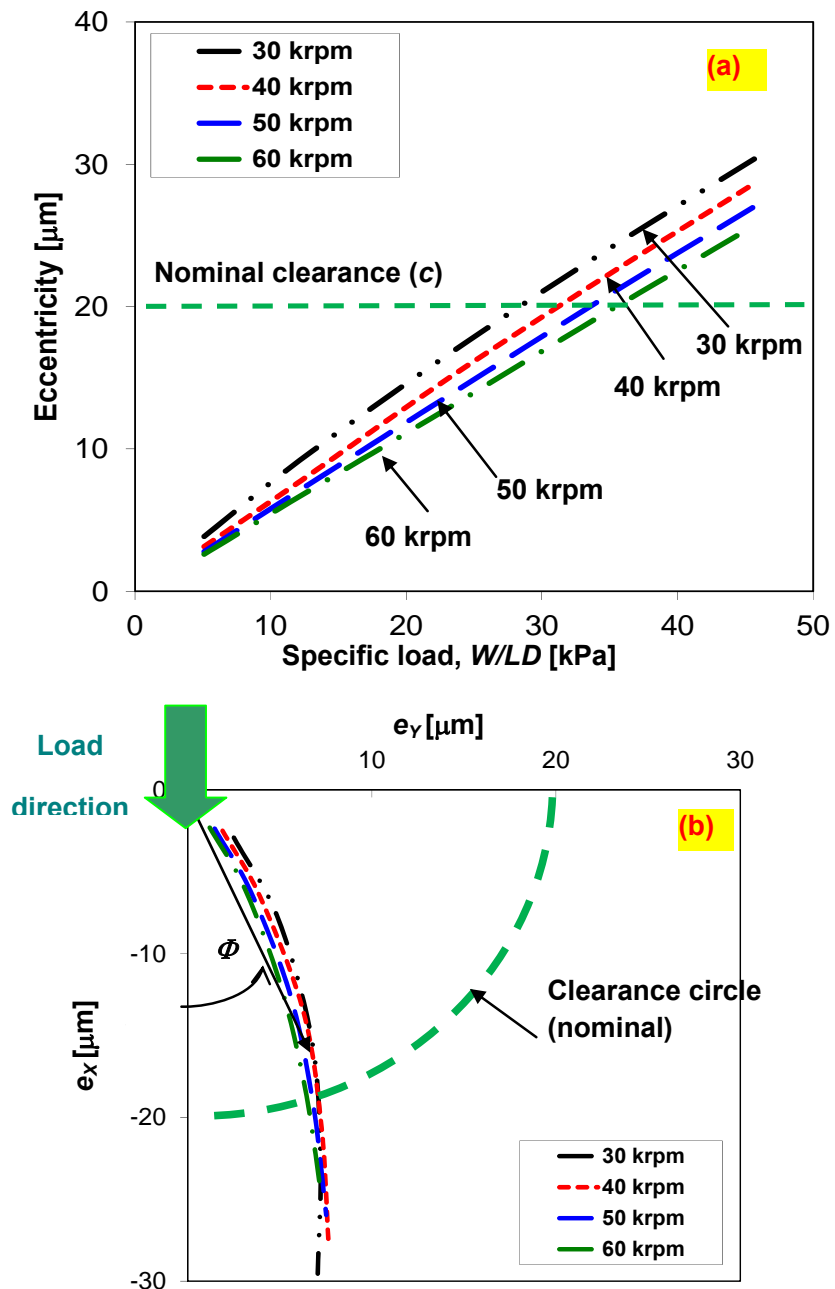 40
30
20
10
0
Eccentricity [μm]
30 krpm
40 krpm
50 krpm
60 krpm
(a)
Nominal clearance (c)
30 krpm
40 krpm
50 krpm
60 krpm
0
10
20
30
40
50
Specific load, W/LD [kPa]
Load
direction
eY [μm]
10
20
30
0
-10
-20
-30
eX [μm]
(b)
Φ
Clearance circle
(nominal)
30 krpm
40 krpm
50 krpm
60 krpm